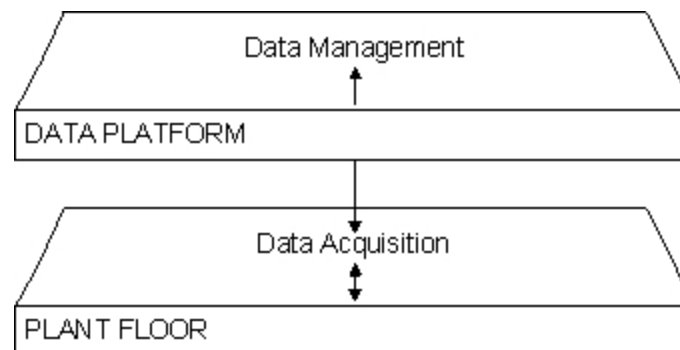 Data Management
DATA PLATFORM
Data Acquisition
PLANT FLOOR